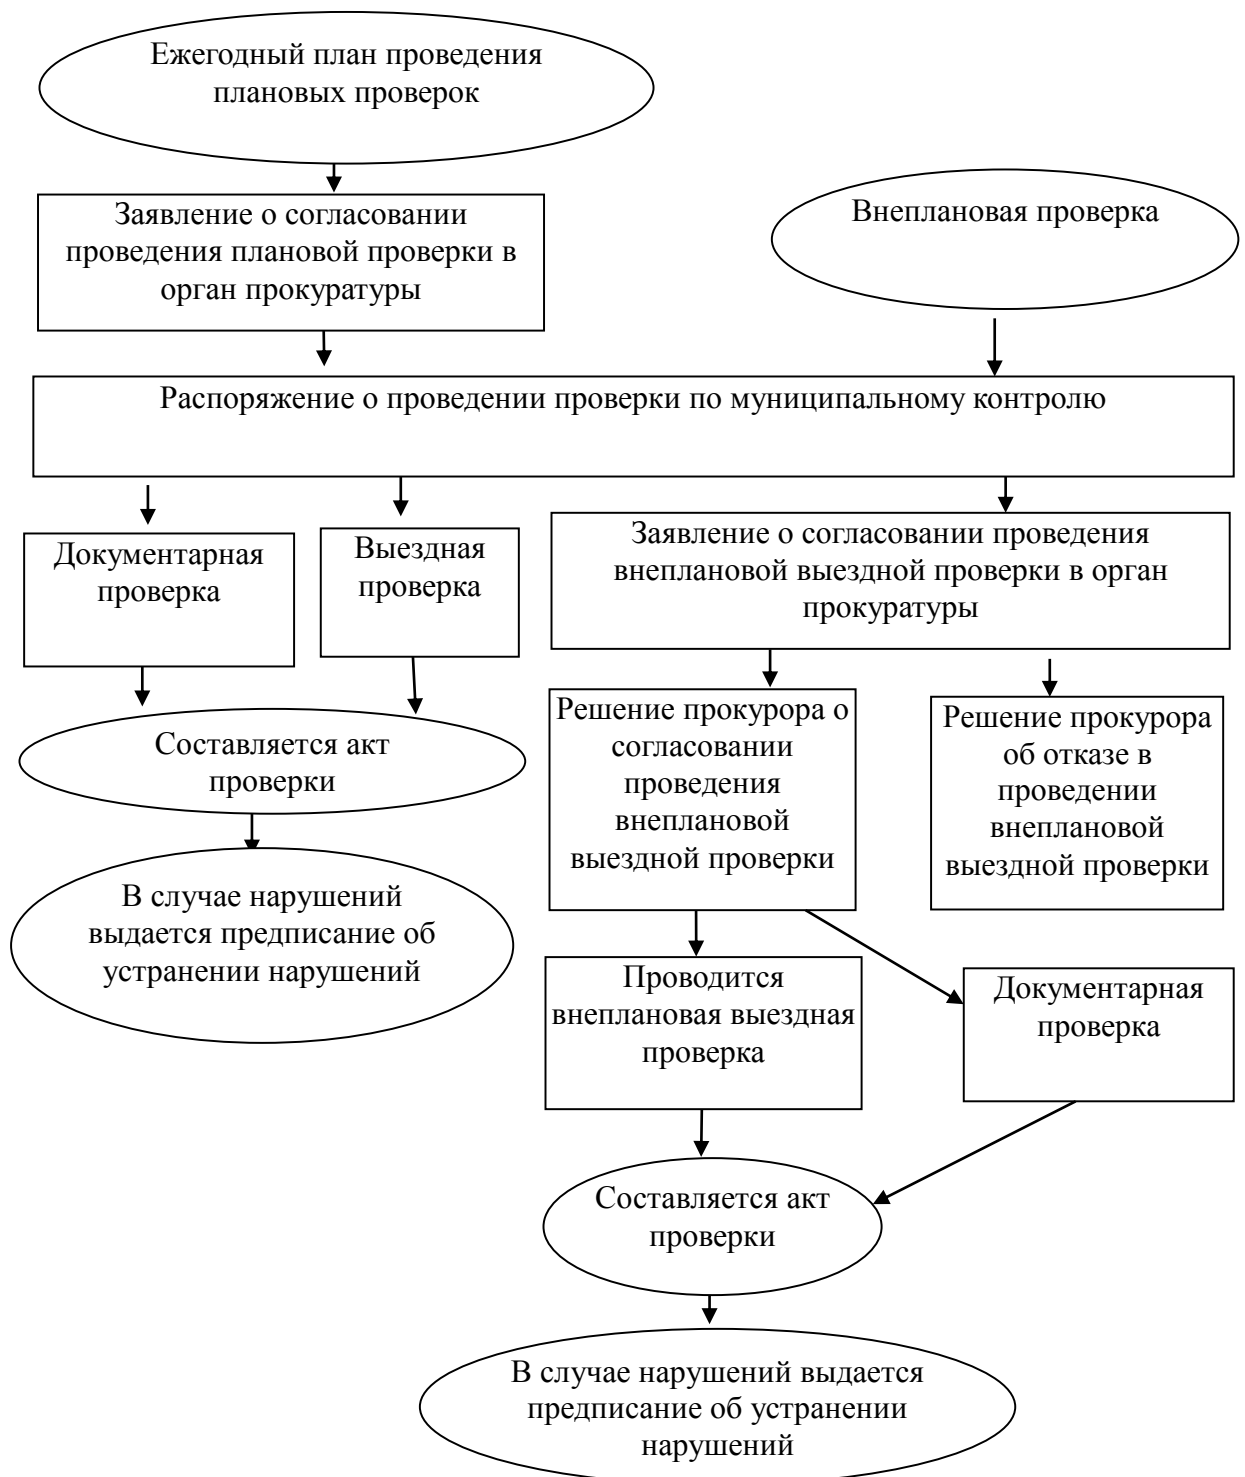 Ежегодный план проведения
плановых проверок
Заявление о согласовании
проведения плановой проверки в
орган прокуратуры
Внеплановая проверка
Распоряжение о проведении проверки по муниципальному контролю
Документарная
проверка
Выездная
проверка
Заявление о согласовании проведения
внеплановой выездной проверки в орган
прокуратуры
Составляется акт
проверки
Решение прокурора о
согласовании
проведения
внеплановой
выездной проверки
Решение прокурора
об отказе в
проведении
внеплановой
выездной проверки
В случае нарушений
выдается предписание об
устранении нарушений
Проводится
внеплановая выездная
проверка
Документарная
проверка
Составляется акт
проверки
В случае нарушений выдается
предписание об устранении
нарушений